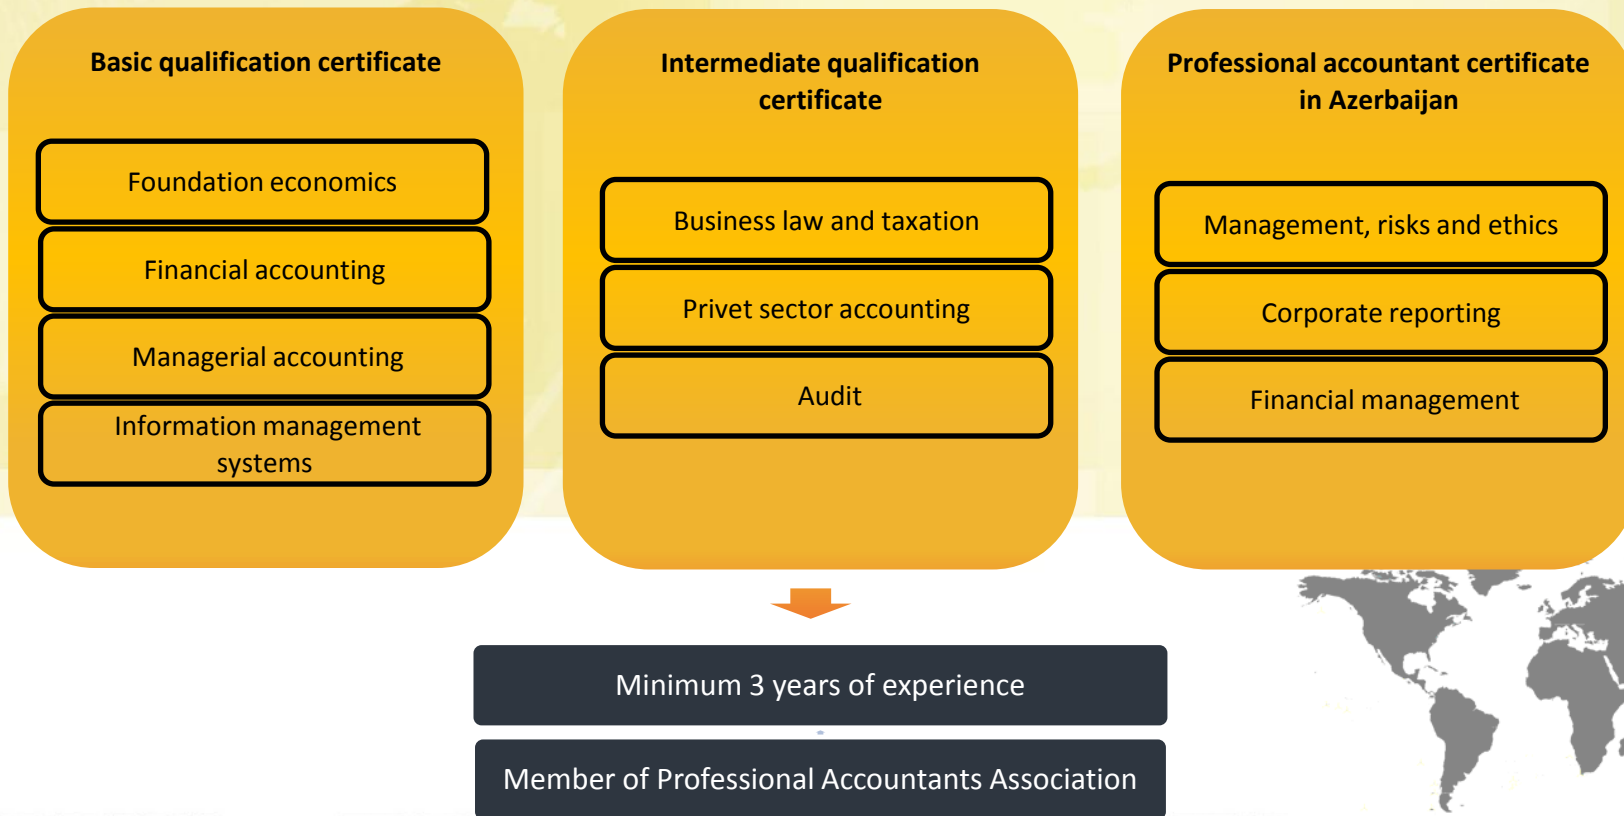 Basic qualification certificate
Foundation economics
Financial accounting
Managerial accounting
Information management
systems
Intermediate qualification
certificate
Business law and taxation
Privet sector accounting
Audit
Professional accountant certificate
in Azerbaijan
Management, risks and ethics
Corporate reporting
Financial management
Minimum 3 years of experience
Member of Professional Accountants Association